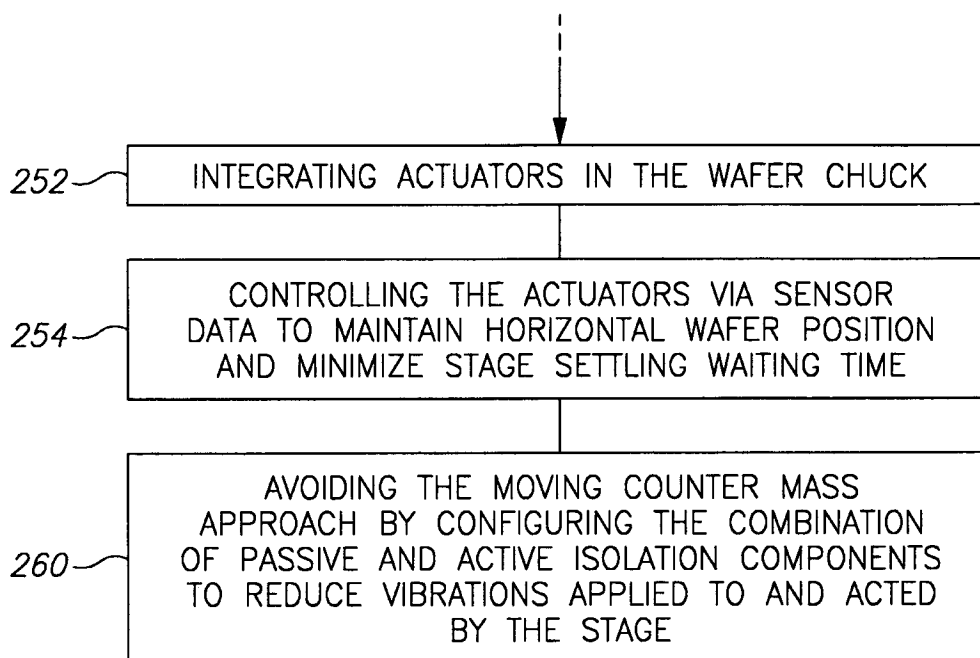 252
INTEGRATING ACTUATORS IN THE WAFER CHUCK
254
CONTROLLING THE ACTUATORS VIA SENSOR
DATA TO MAINTAIN HORIZONTAL WAFER POSITION
AND MINIMIZE STAGE SETTLING WAITING TIME
260
AVOIDING THE MOVING COUNTER MASS
APPROACH BY CONFIGURING THE COMBINATION
OF PASSIVE AND ACTIVE ISOLATION COMPONENTS
TO REDUCE VIBRATIONS APPLIED TO AND ACTED
BY THE STAGE